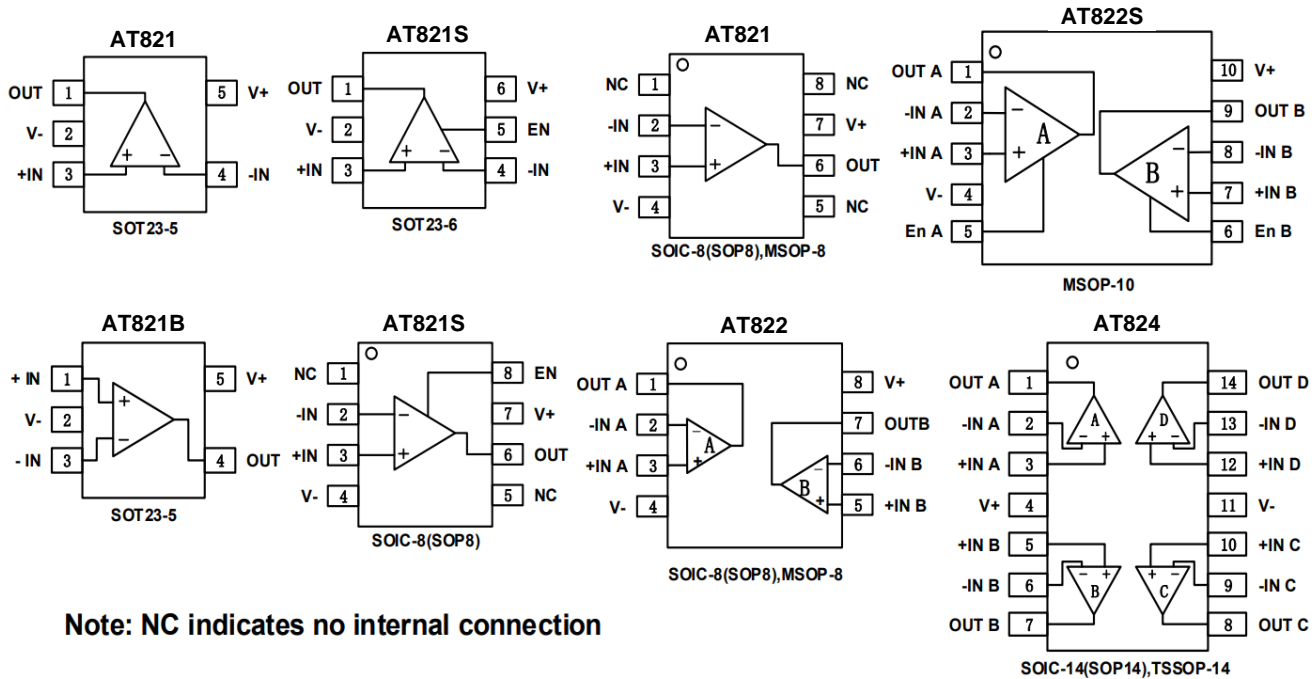 AT821
OUT 1 5 V+
V- 2
+IN 3 4 -IN
+ −
SOT23-5
AT821S
OUT 1 6 V+
V- 2 5 EN
+IN 3 4 -IN
+ −
SOT23-6
AT821
NC 1 8 NC
-IN 2 − 7 V+
+IN 3 + 6 OUT
V- 4 5 NC
SOIC-8(SOP8),MSOP-8
AT822S
OUT A 1 10 V+
-IN A 2 − 9 OUT B
A
+IN A 3 + − 8 -IN B
B
V- 4 + 7 +IN B
En A 5 6 En B
MSOP-10
AT821B
+ IN 1 + 5 V+
V- 2
- IN 3 − 4 OUT
SOT23-5
AT821S
NC 1 8 EN
-IN 2 − 7 V+
+IN 3 + 6 OUT
V- 4 5 NC
SOIC-8(SOP8)
AT822
OUT A 1 8 V+
-IN A 2 − 7 OUTB
A
+IN A 3 + − 6 -IN B
B
V- 4 + 5 +IN B
SOIC-8(SOP8),MSOP-8
AT824
OUT A 1 14 OUT D
-IN A 2 A D 13 -IN D
− + + −
+IN A 3 12 +IN D
V+ 4 11 V-
+IN B 5 10 +IN C
− + + −
-IN B 6 B C 9 -IN C
OUT B 7 8 OUT C
SOIC-14(SOP14),TSSOP-14
Note: NC indicates no internal connection